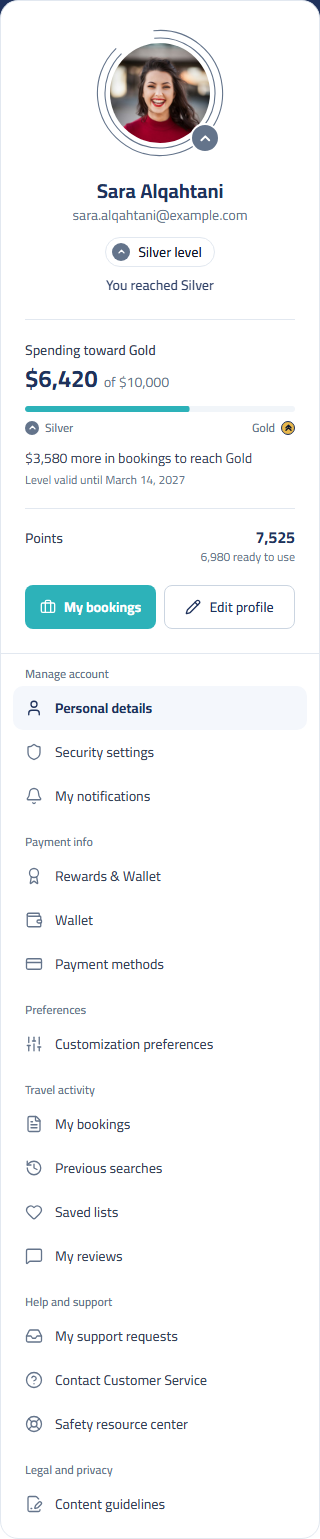 Sara Alqahtani
sara.alqahtani@example.com
Silver level
You reached Silver
Spending toward Gold
$6,420 of $10,000
Silver Gold
$3,580 more in bookings to reach Gold
Level valid until March 14, 2027
Points 7,525
6,980 ready to use
My bookings Edit profile
Manage account
Personal details
Security settings
My notifications
Payment info
Rewards & Wallet
Wallet
Payment methods
Preferences
Customization preferences
Travel activity
My bookings
Previous searches
Saved lists
My reviews
Help and support
My support requests
Contact Customer Service
Safety resource center
Legal and privacy
Content guidelines